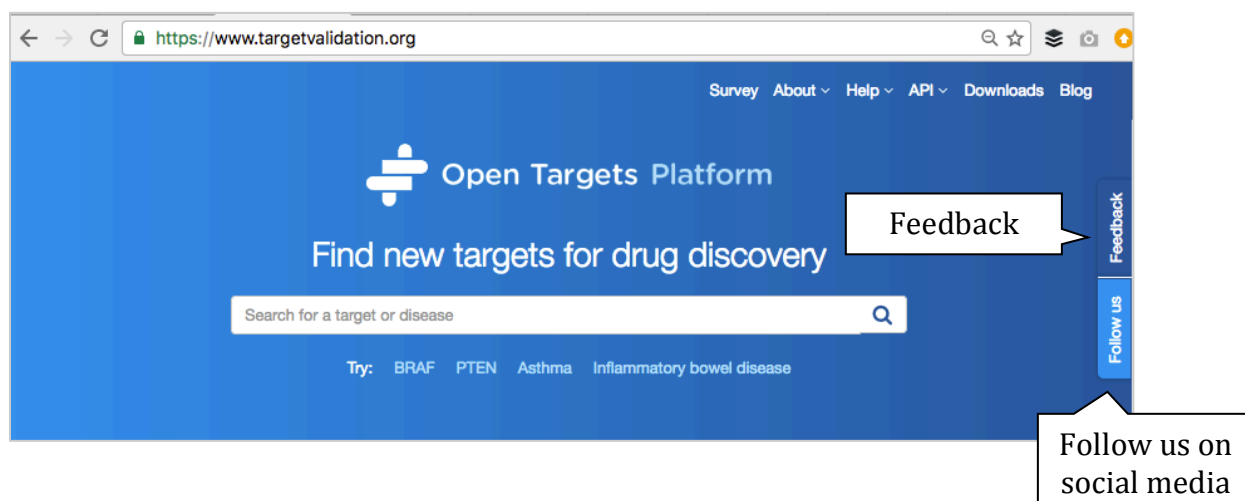 https://www.targetvalidation.org
Survey About Help API Downloads Blog
Open Targets Platform
Feedback
Feedback
Find new targets for drug discovery
Search for a target or disease
Follow us
Try: BRAF PTEN Asthma Inflammatory bowel disease
Follow us on
social media